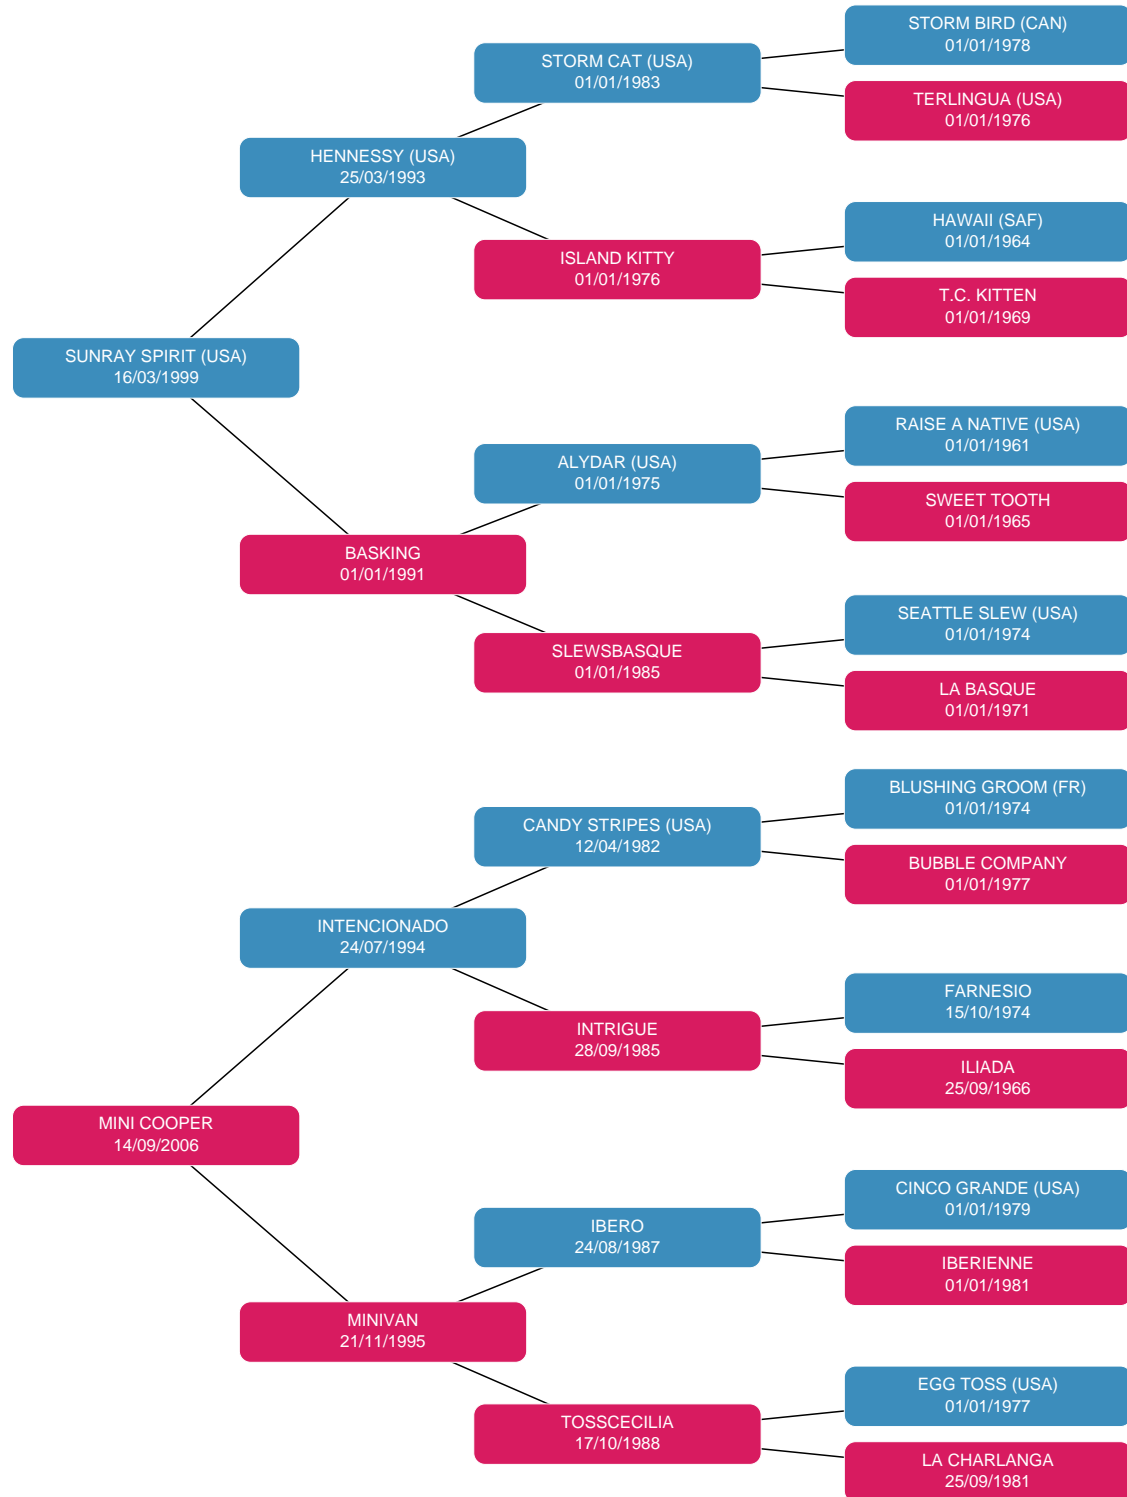 STORM BIRD (CAN)
01/01/1978
STORM CAT (USA)
01/01/1983
TERLINGUA (USA)
01/01/1976
HENNESSY (USA)
25/03/1993
HAWAII (SAF)
01/01/1964
ISLAND KITTY
01/01/1976
T.C. KITTEN
01/01/1969
SUNRAY SPIRIT (USA)
16/03/1999
RAISE A NATIVE (USA)
01/01/1961
ALYDAR (USA)
01/01/1975
SWEET TOOTH
01/01/1965
BASKING
01/01/1991
SEATTLE SLEW (USA)
01/01/1974
SLEWSBASQUE
01/01/1985
LA BASQUE
01/01/1971
BLUSHING GROOM (FR)
01/01/1974
CANDY STRIPES (USA)
12/04/1982
BUBBLE COMPANY
01/01/1977
INTENCIONADO
24/07/1994
FARNESIO
15/10/1974
INTRIGUE
28/09/1985
ILIADA
25/09/1966
MINI COOPER
14/09/2006
CINCO GRANDE (USA)
01/01/1979
IBERO
24/08/1987
IBERIENNE
01/01/1981
MINIVAN
21/11/1995
EGG TOSS (USA)
01/01/1977
TOSSCECILIA
17/10/1988
LA CHARLANGA
25/09/1981